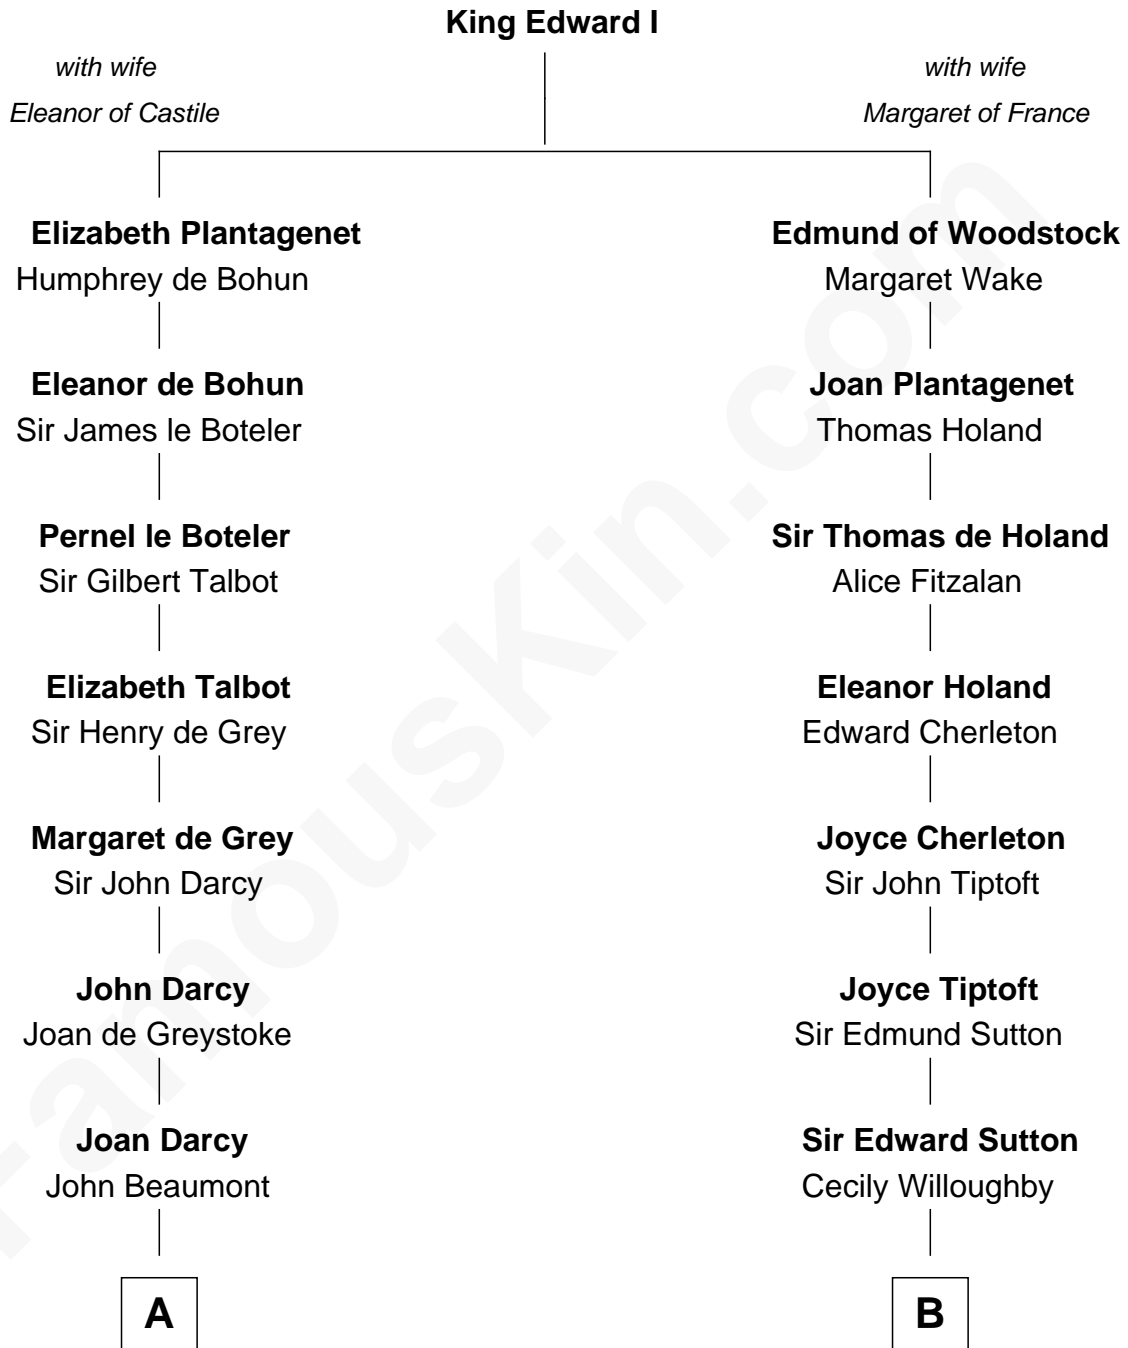 King Edward I
with wife
Eleanor of Castile
with wife
Margaret of France
Elizabeth Plantagenet
Humphrey de Bohun
Edmund of Woodstock
Margaret Wake
Eleanor de Bohun
Sir James le Boteler
Joan Plantagenet
Thomas Holand
Pernel le Boteler
Sir Gilbert Talbot
Sir Thomas de Holand
Alice Fitzalan
Elizabeth Talbot
Sir Henry de Grey
Eleanor Holand
Edward Cherleton
Margaret de Grey
Sir John Darcy
Joyce Cherleton
Sir John Tiptoft
John Darcy
Joan de Greystoke
Joyce Tiptoft
Sir Edmund Sutton
Joan Darcy
John Beaumont
Sir Edward Sutton
Cecily Willoughby
A
B
FamousKin.com